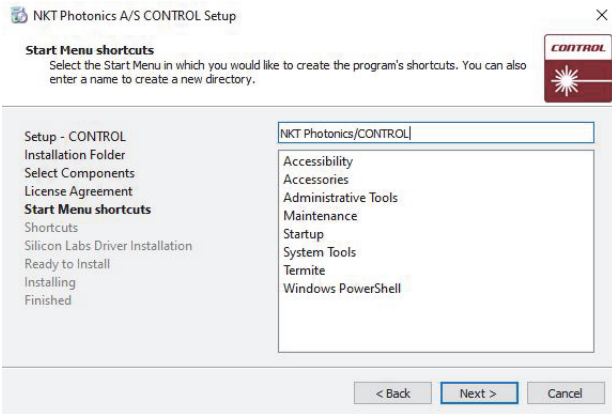 NKT Photonics A/S CONTROL Setup
Start Menu shortcuts
Select the Start Menu in which you would like to create the program's shortcuts. You can also
enter a name to create a new directory.
CONTROL
Setup - CONTROL
Installation Folder
Select Components
License Agreement
Start Menu shortcuts
Shortcuts
Silicon Labs Driver Installation
Ready to Install
Installing
Finished
NKT Photonics/CONTROL
Accessibility
Accessories
Administrative Tools
Maintenance
Startup
System Tools
Termite
Windows PowerShell
< Back
Next >
Cancel